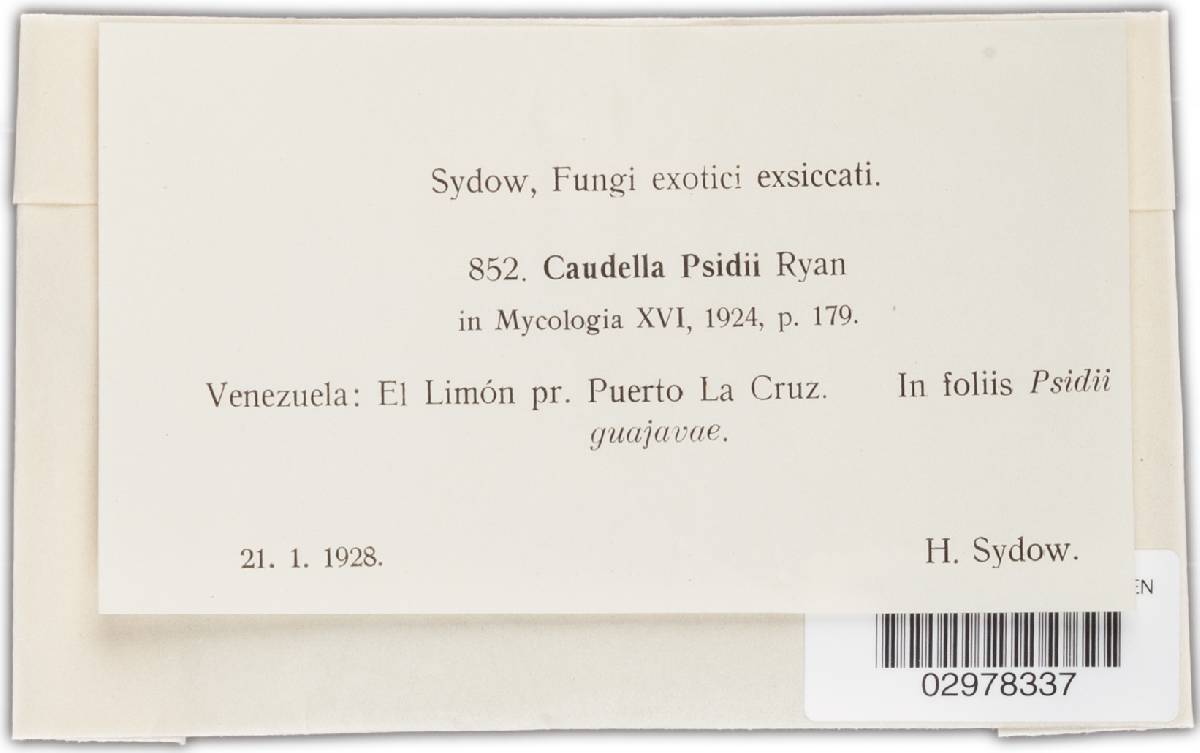 Sydow, Fungi exotici exsiccati.
852. Caudella Psidii Ryan
in Mycologia XVI, 1924, p. 179.
Venezuela: El Limón pr. Puerto La Cruz. In foliis Psidii
guajavae.
21. 1. 1928. H. Sydow.
02978337